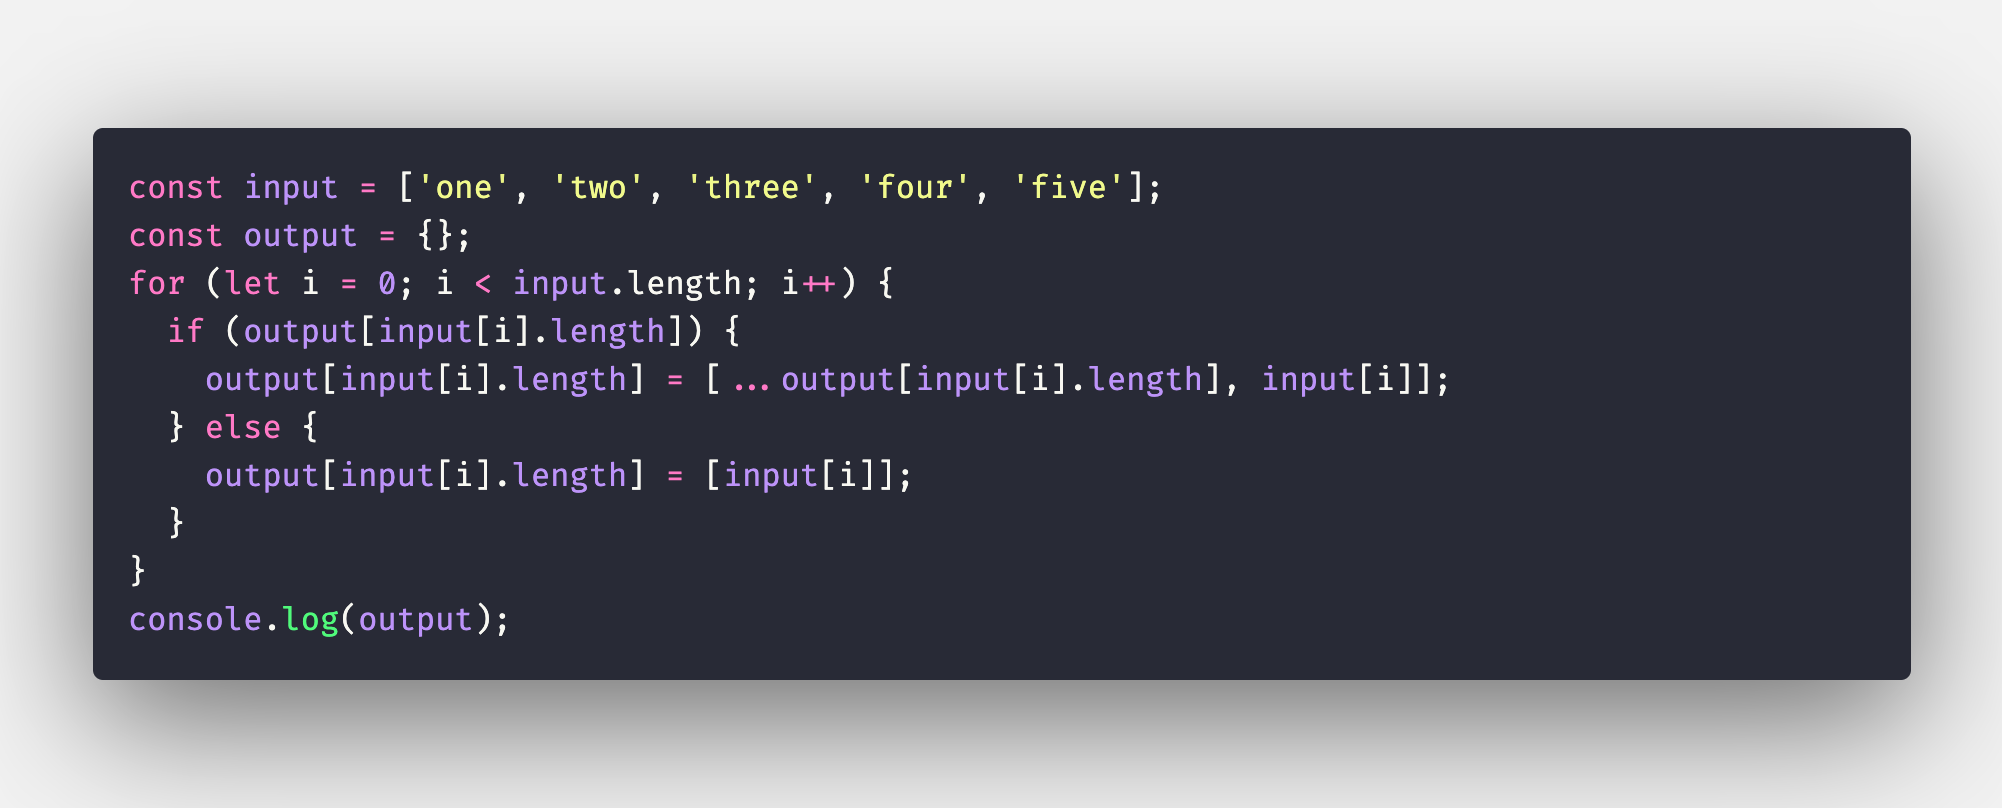 const input = ['one', 'two', 'three', 'four', 'five'];
const output = {};
for (let i = 0; i < input.length; i++) {
  if (output[input[i].length]) {
    output[input[i].length] = [...output[input[i].length], input[i]];
  } else {
    output[input[i].length] = [input[i]];
  }
}
console.log(output);